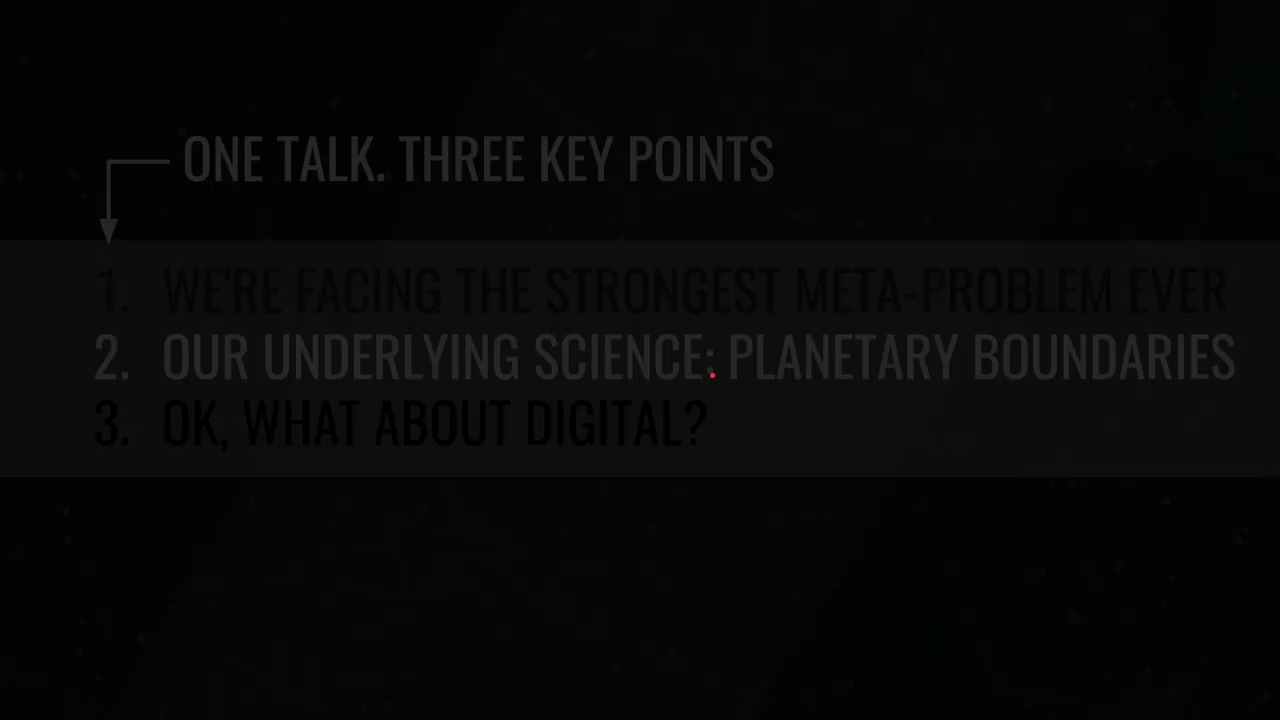 ONE TALK. THREE KEY POINTS
1. WE'RE FACING THE STRONGEST META-PROBLEM EVER
2. OUR UNDERLYING SCIENCE: PLANETARY BOUNDARIES
3. OK, WHAT ABOUT DIGITAL?